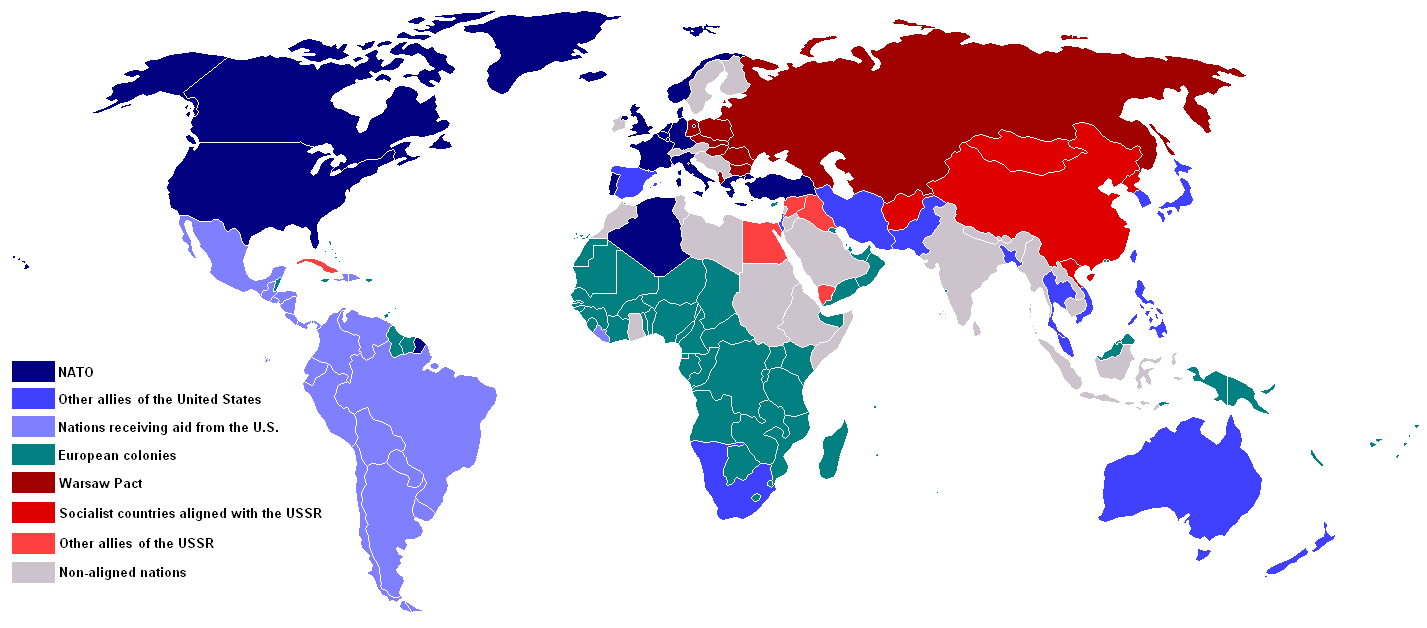 NATO
Other allies of the United States
Nations receiving aid from the U.S.
European colonies
Warsaw Pact
Socialist countries aligned with the USSR
Other allies of the USSR
Non-aligned nations